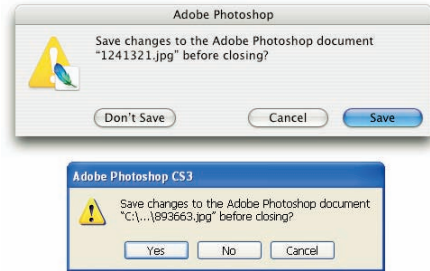 Adobe Photoshop
Save changes to the Adobe Photoshop document
“1241321.jpg” before closing?
Don't Save
Cancel
Save
Adobe Photoshop CS3
Save changes to the Adobe Photoshop document
“C:\...\893663.jpg” before closing?
Yes
No
Cancel